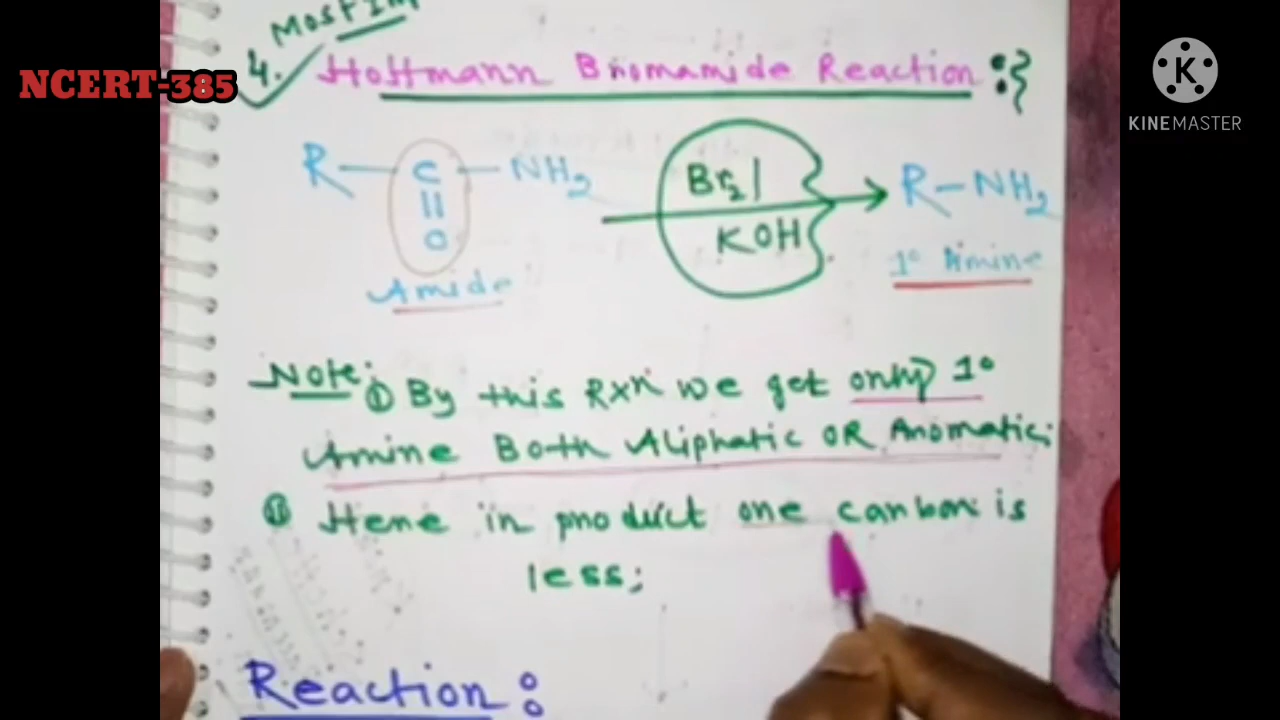 Most Im
4. Hoffmann Bromamide Reaction :}
NCERT-385
K
KINEMASTER
R — C — NH2 Br2 | R — NH2
||
O KOH
Amide 1° Amine
Note: ① By this Rxn we get only 1°
Amine Both Aliphatic OR Aromatic.
② Here in product one carbon is
less;
Reaction :